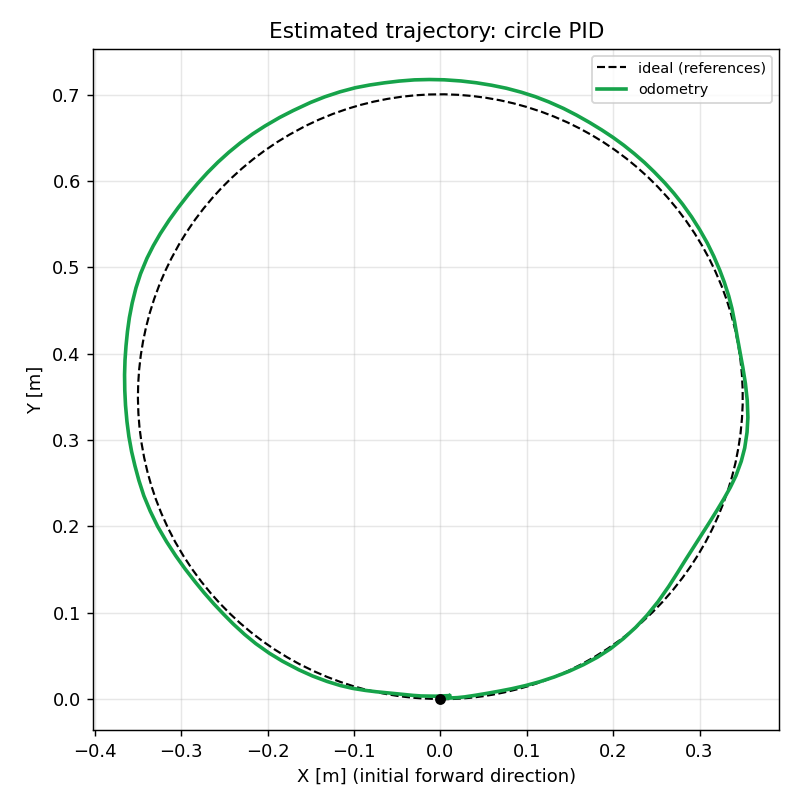 Estimated trajectory: circle PID
ideal (references)
odometry
0.7
0.6
0.5
0.4
0.3
0.2
0.1
0.0
Y [m]
−0.4 −0.3 −0.2 −0.1 0.0 0.1 0.2 0.3
X [m] (initial forward direction)